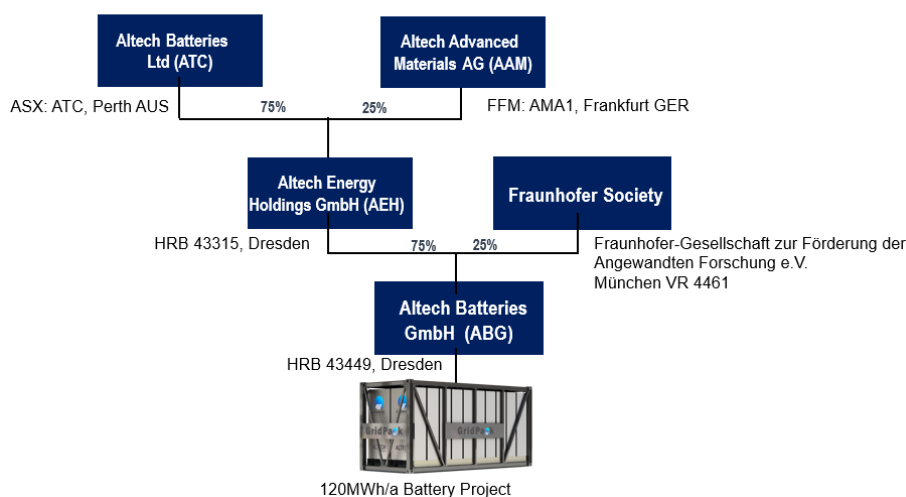 Altech Batteries
Ltd (ATC)
Altech Advanced
Materials AG (AAM)
ASX: ATC, Perth AUS
75%
25%
FFM: AMA1, Frankfurt GER
Altech Energy
Holdings GmbH (AEH)
Fraunhofer Society
HRB 43315, Dresden
75%
25%
Fraunhofer-Gesellschaft zur Förderung der
Angewandten Forschung e.V.
München VR 4461
Altech Batteries
GmbH (ABG)
HRB 43449, Dresden
GridPack
GridPack
120MWh/a Battery Project